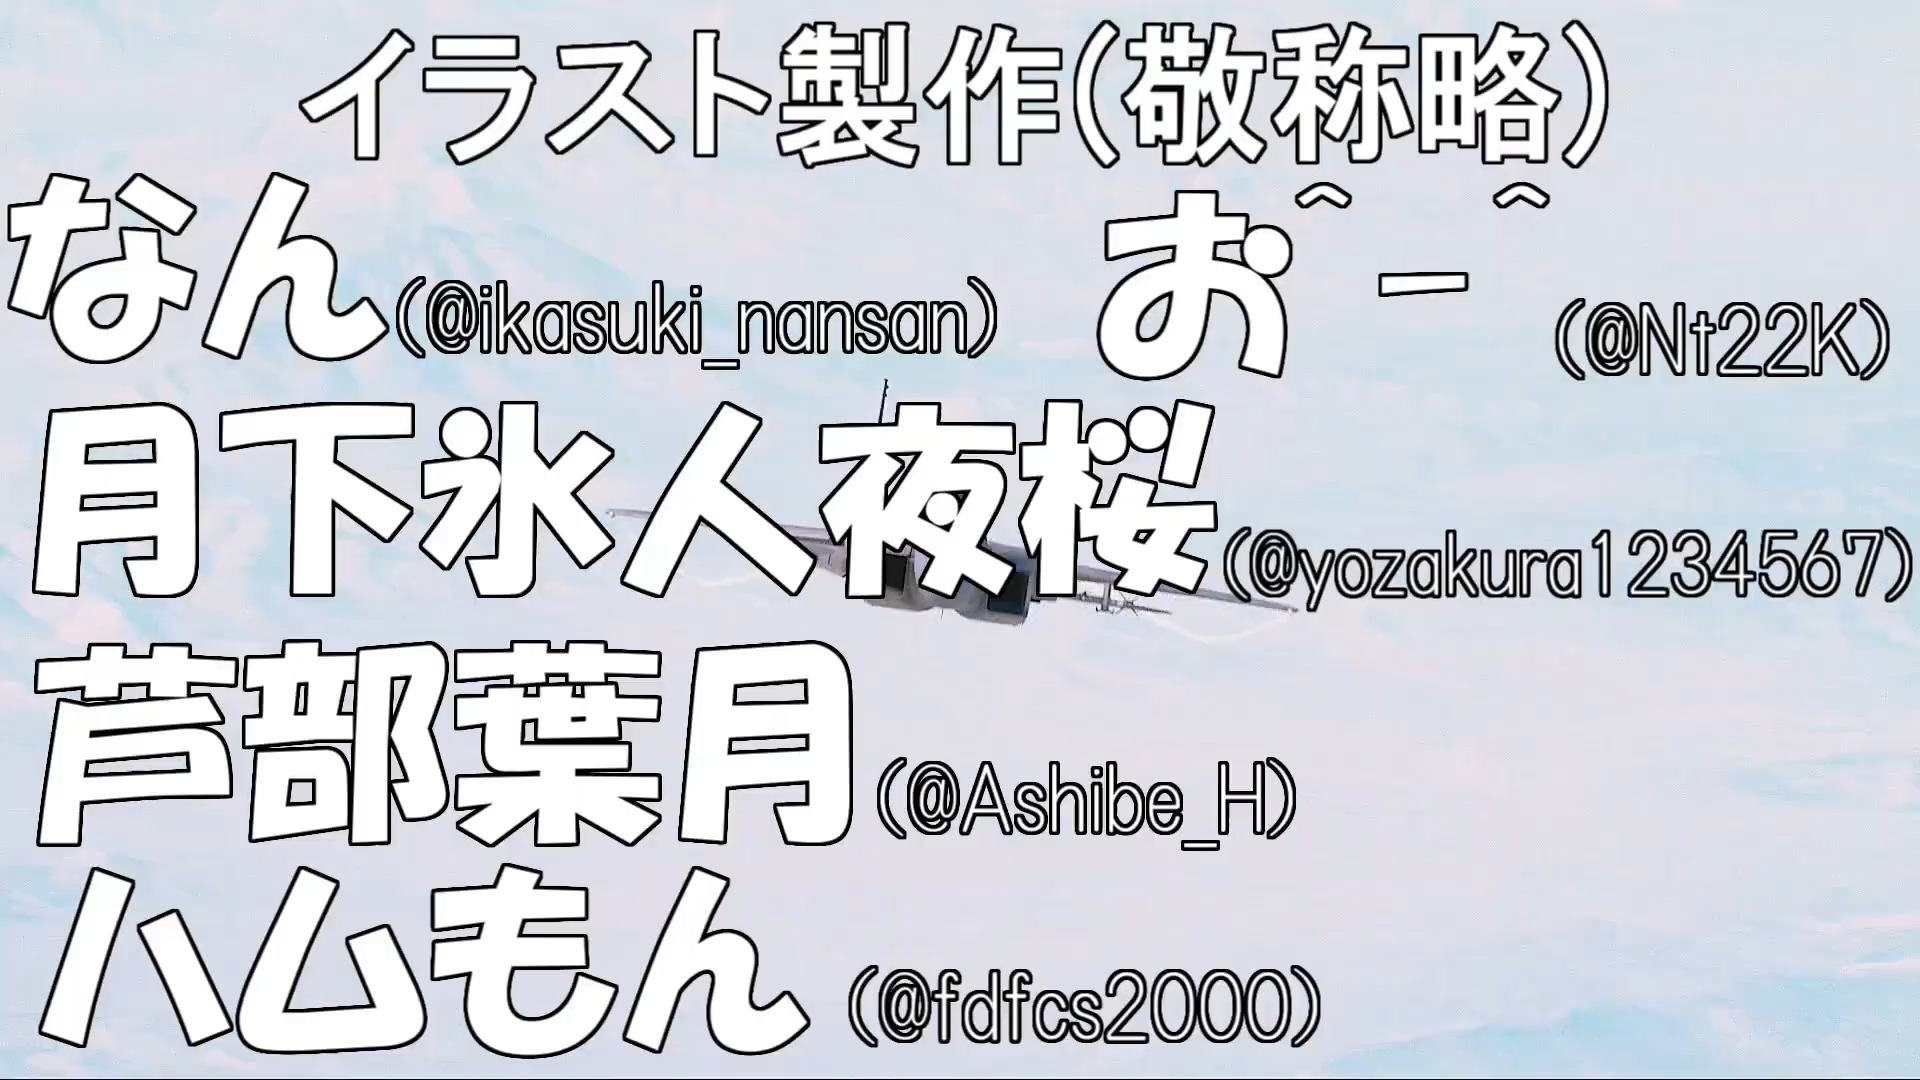 イラスト製作(敬称略)
なん(@ikasuki_nansan) お^ー^(@Nt22K)
月下氷人夜桜(@yozakura1234567)
芦部葉月(@Ashibe_H)
ハムもん(@fdfcs2000)